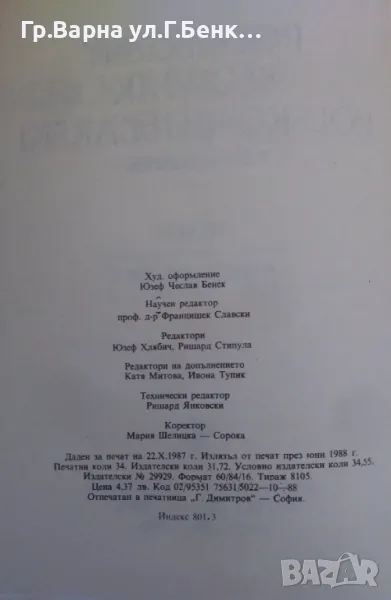 Гр.Варна ул.Г.Бенк...
Худ. оформление
Юзеф Чеслав Бенек
Научен редактор
проф. д-р Францишек Славски
Редактори
Юзеф Хлябич, Ришард Стипула
Редактори на допълнението
Катя Митова, Ивона Тупик
Технически редактор
Ришард Янковски
Коректор
Мария Шелицка — Сорока
Даден за печат на 22.X.1987 г. Излязъл от печат през юни 1988 г.
Печатни коли 34. Издателски коли 31,72. Условно издателски коли 34,55.
Издателски № 29929. Формат 60/84/16. Тираж 8105.
Цена 4.37 лв. Код 02/95351 75631/5022—10—88
Отпечатан в печатница „Г. Димитров" — София.
Индекс 801.3
BAZAR